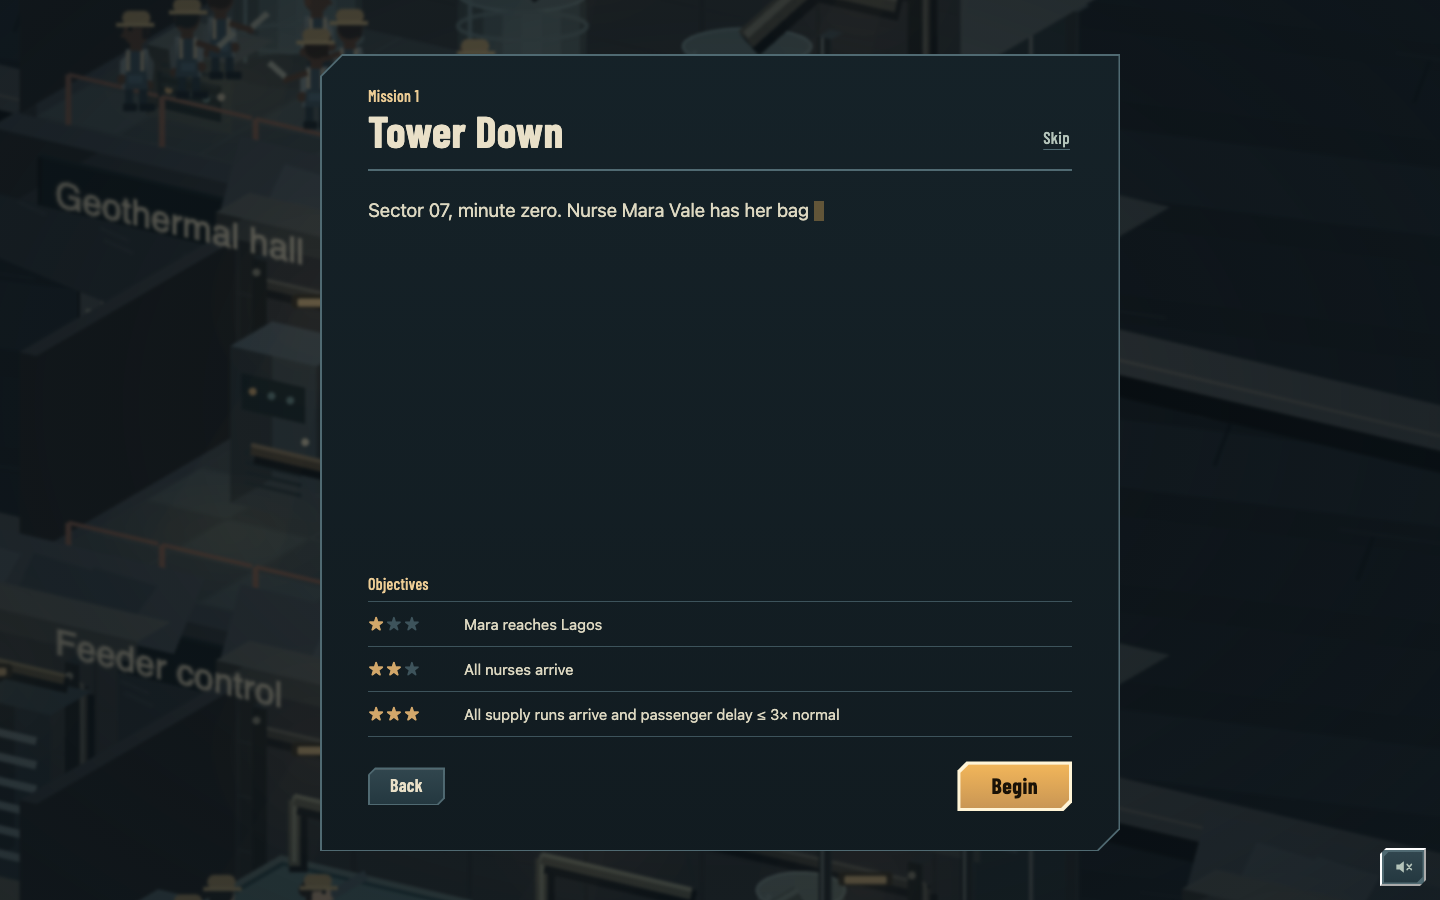 Mission 1
Tower Down
Skip
Sector 07, minute zero. Nurse Mara Vale has her bag
Geothermal hall
Feeder control
Objectives
Mara reaches Lagos
All nurses arrive
All supply runs arrive and passenger delay ≤ 3× normal
Back
Begin